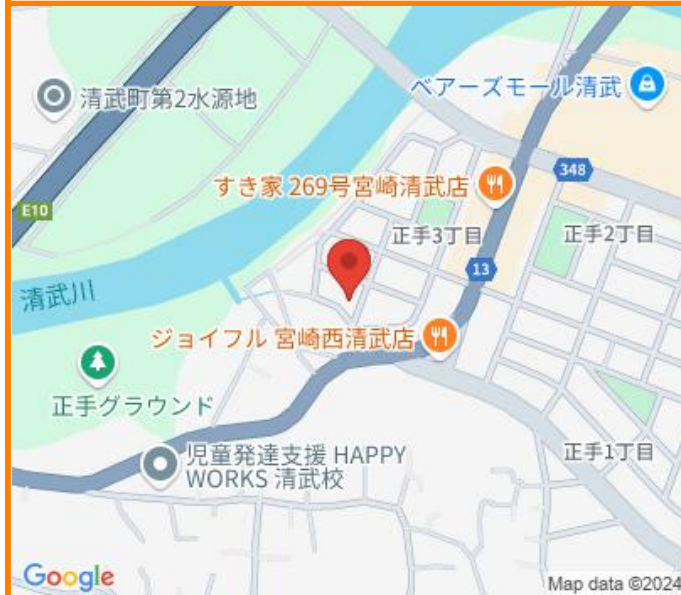 清武町第2水源地
ベアーズモール清武
348
すき家 269号宮崎清武店
E10
正手3丁目
正手2丁目
13
清武川
ジョイフル 宮崎西清武店
正手グラウンド
児童発達支援 HAPPY
WORKS 清武校
正手1丁目
Google
Map data ©2024